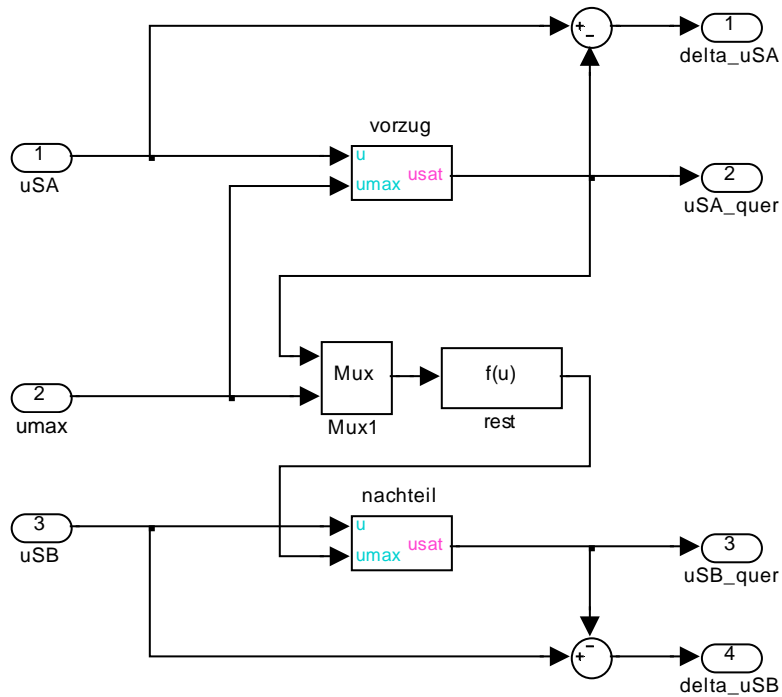 +
-
1
delta_uSA
vorzug
1
uSA
u
umax
usat
2
uSA_quer
2
umax
Mux
Mux1
f(u)
rest
nachteil
3
uSB
u
umax
usat
3
uSB_quer
+
-
4
delta_uSB